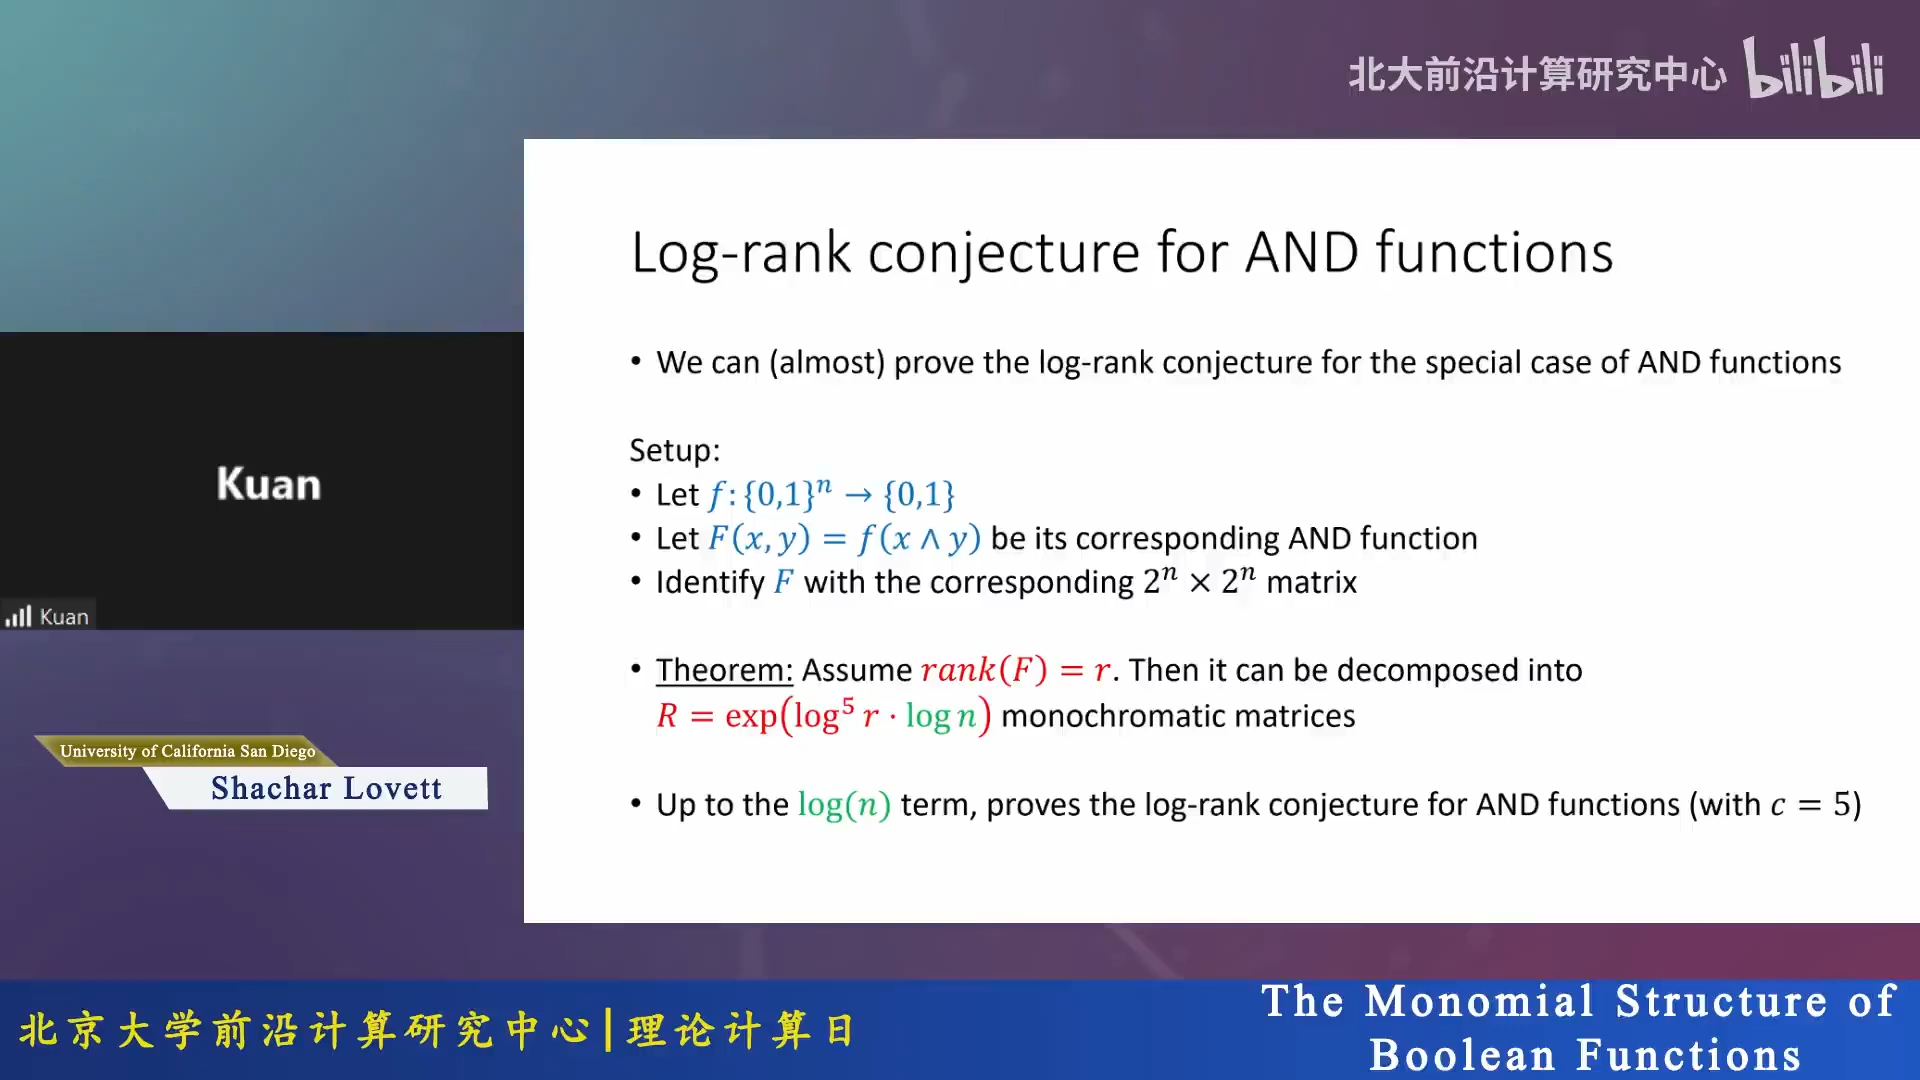 北大前沿计算研究中心 bilibili
Log-rank conjecture for AND functions
• We can (almost) prove the log-rank conjecture for the special case of AND functions
Setup:
• Let f: {0,1}ⁿ → {0,1}
• Let F(x, y) = f(x ∧ y) be its corresponding AND function
• Identify F with the corresponding 2ⁿ × 2ⁿ matrix
• Theorem: Assume rank(F) = r. Then it can be decomposed into
R = exp(log⁵ r · log n) monochromatic matrices
• Up to the log(n) term, proves the log-rank conjecture for AND functions (with c = 5)
Kuan
Kuan
University of California San Diego
Shachar Lovett
北京大学前沿计算研究中心|理论计算日
The Monomial Structure of
Boolean Functions